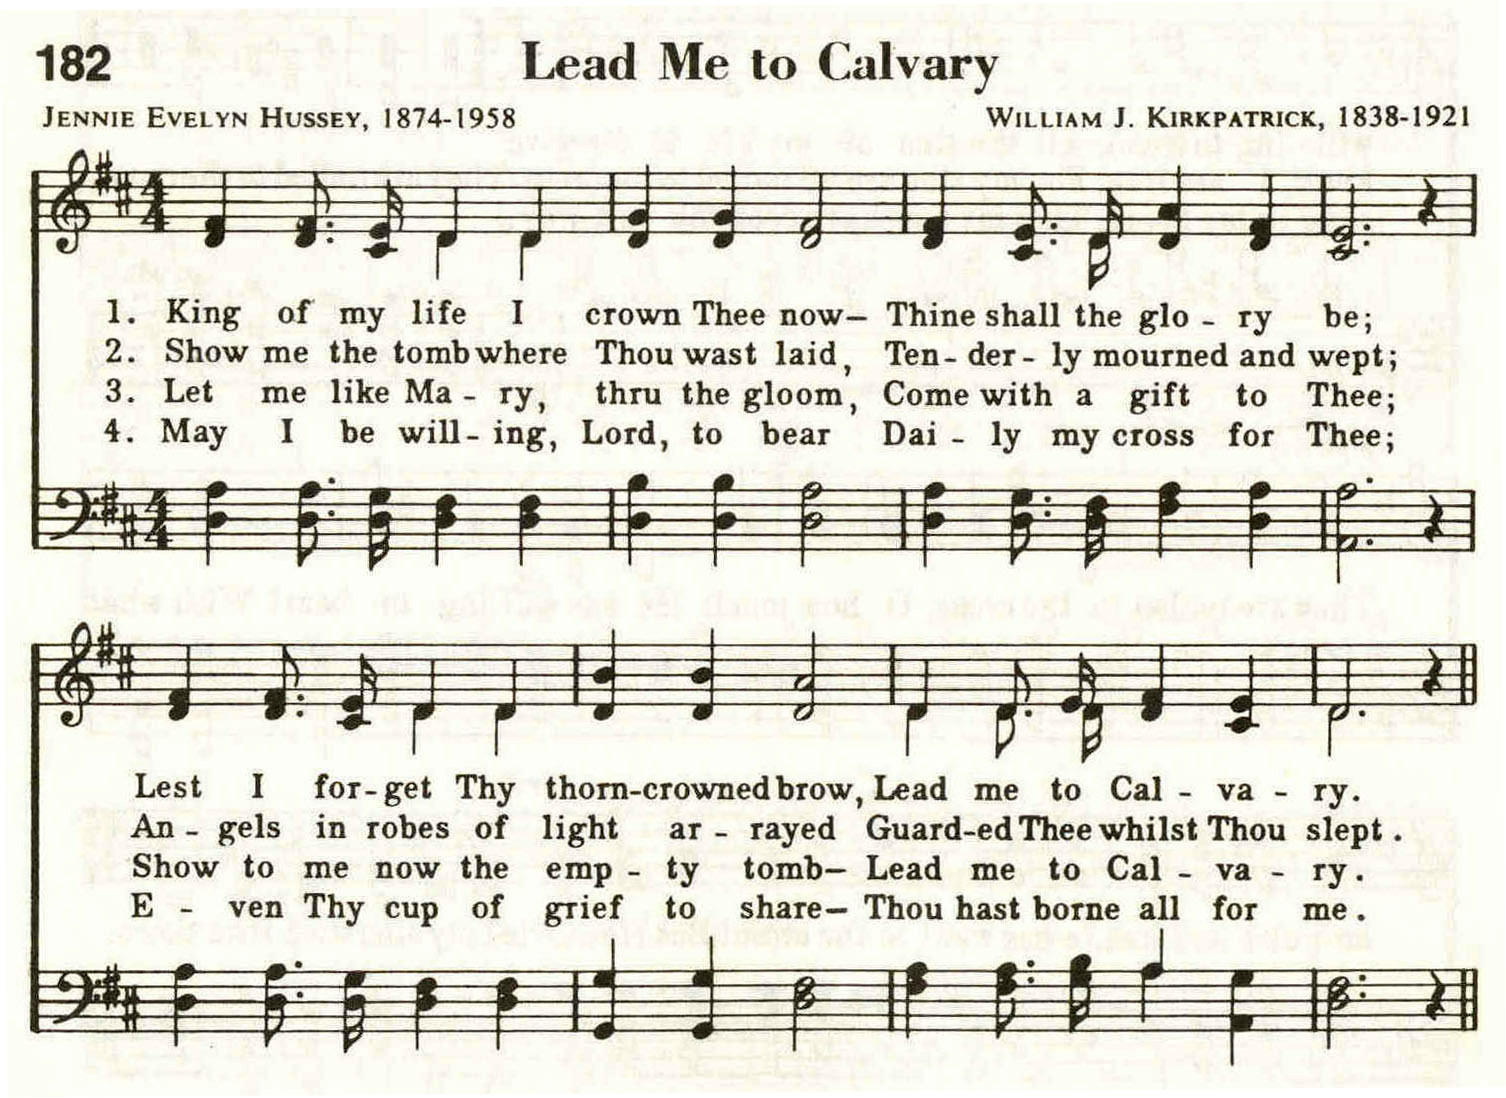 182 Lead Me to Calvary
JENNIE EVELYN HUSSEY, 1874-1958 WILLIAM J. KIRKPATRICK, 1838-1921
4 4
1. King of my life I crown Thee now— Thine shall the glo - ry be;
2. Show me the tomb where Thou wast laid, Ten - der - ly mourned and wept;
3. Let me like Ma - ry, thru the gloom, Come with a gift to Thee;
4. May I be will - ing, Lord, to bear Dai - ly my cross for Thee;
4 4
Lest I for - get Thy thorn-crowned brow, Lead me to Cal - va - ry.
An - gels in robes of light ar - rayed Guard-ed Thee whilst Thou slept.
Show to me now the emp - ty tomb— Lead me to Cal - va - ry.
E - ven Thy cup of grief to share— Thou hast borne all for me.